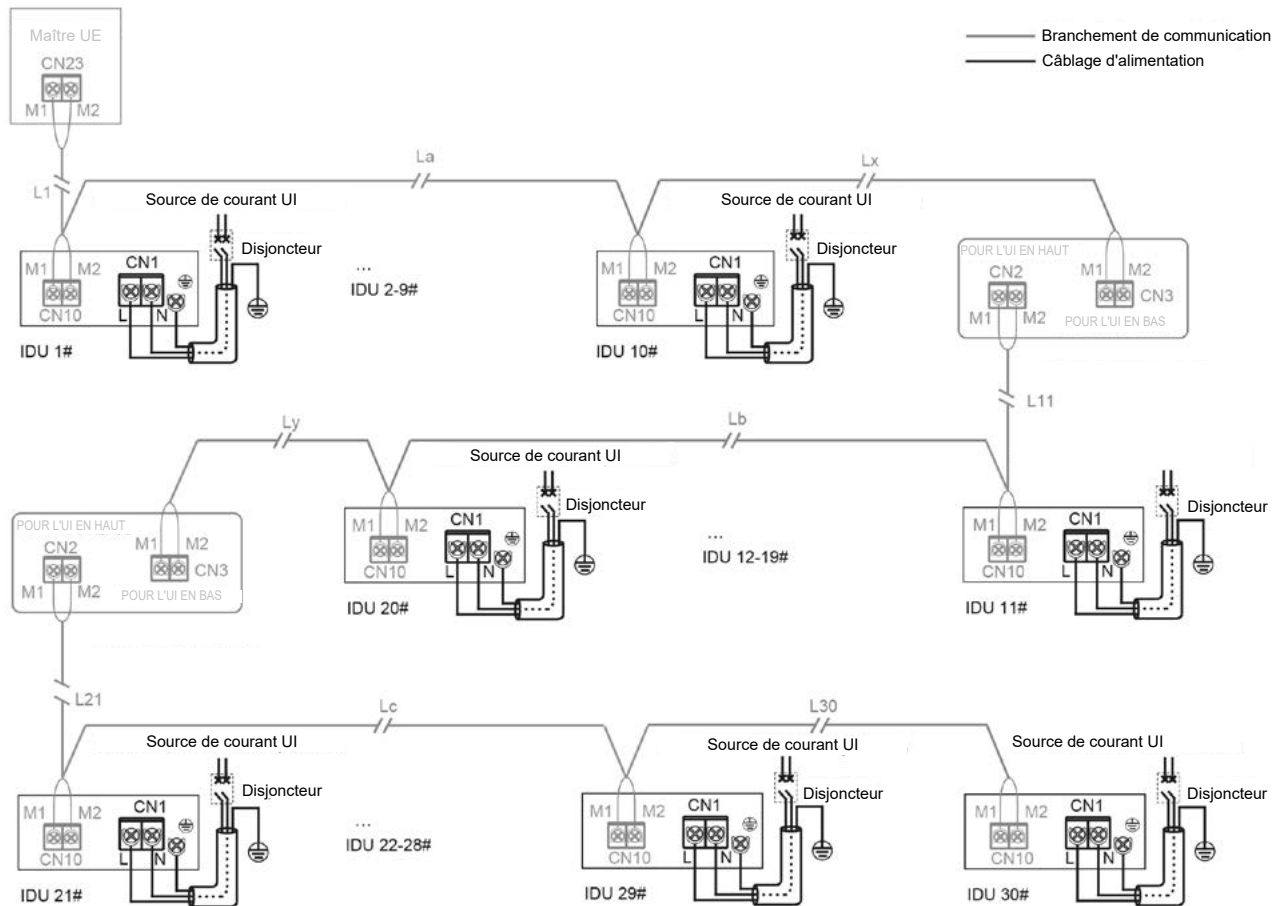 Maître UE
CN23
M1 M2
Branchement de communication
Câblage d'alimentation
L1
La
Lx
Source de courant UI
Disjoncteur
M1 M2
CN10
CN1
L N
IDU 1#
...
IDU 2-9#
Source de courant UI
Disjoncteur
M1 M2
CN10
CN1
L N
IDU 10#
POUR L'UI EN HAUT
CN2
M1 M2
M1 M2
CN3
POUR L'UI EN BAS
L11
Ly
Lb
POUR L'UI EN HAUT
CN2
M1 M2
M1 M2
CN3
POUR L'UI EN BAS
Source de courant UI
Disjoncteur
M1 M2
CN10
CN1
L N
IDU 20#
...
IDU 12-19#
Disjoncteur
M1 M2
CN10
CN1
L N
IDU 11#
L21
Lc
L30
Source de courant UI
Disjoncteur
M1 M2
CN10
CN1
L N
IDU 21#
...
IDU 22-28#
Source de courant UI
Disjoncteur
M1 M2
CN10
CN1
L N
IDU 29#
Source de courant UI
Disjoncteur
M1 M2
CN10
CN1
L N
IDU 30#